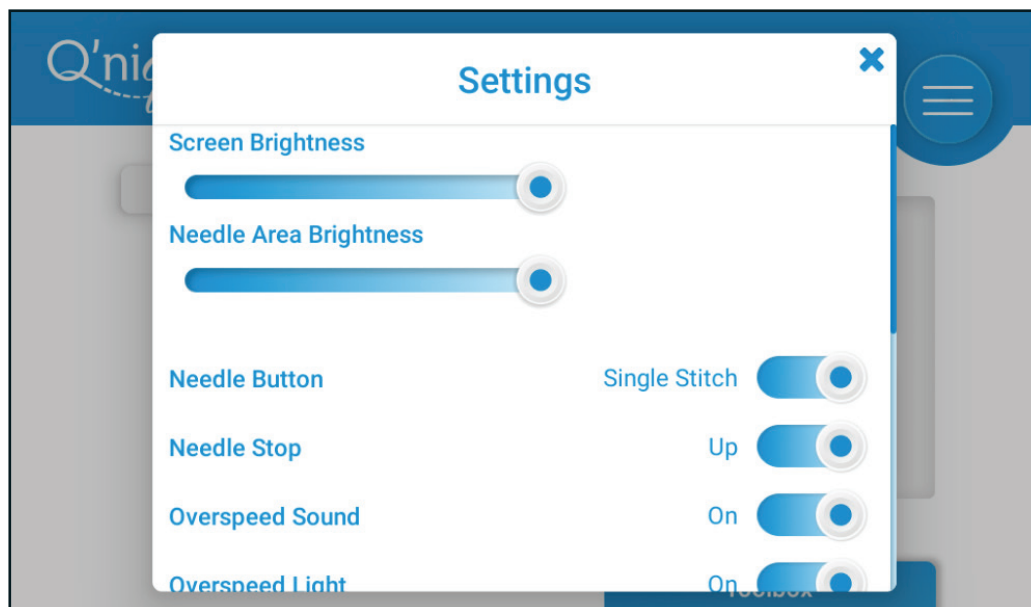 Settings
Screen Brightness
Needle Area Brightness
Needle Button Single Stitch
Needle Stop Up
Overspeed Sound On
Overspeed Light On
Toolbox